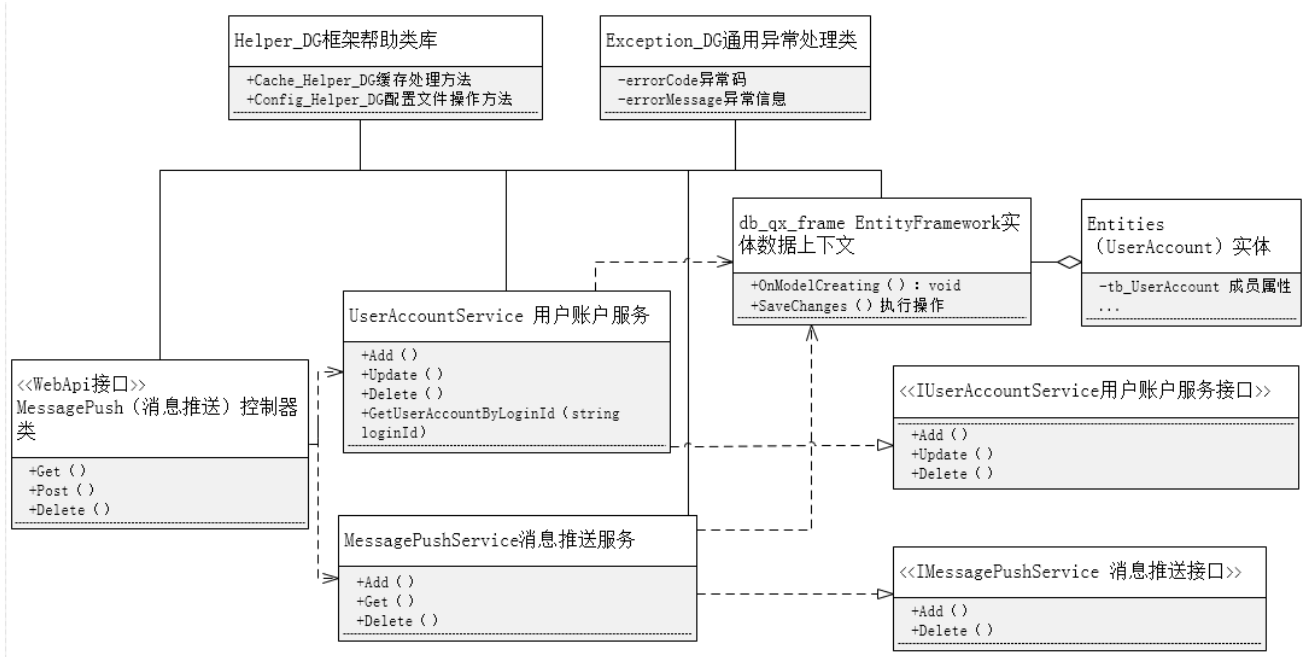 Helper_DG框架帮助类库
+Cache_Helper_DG缓存处理方法
+Config_Helper_DG配置文件操作方法
Exception_DG通用异常处理类
-errorCode异常码
-errorMessage异常信息
db_qx_frame EntityFramework实
体数据上下文
+OnModelCreating（）：void
+SaveChanges（）执行操作
Entities
（UserAccount）实体
-tb_UserAccount 成员属性
...
UserAccountService 用户账户服务
+Add（）
+Update（）
+Delete（）
+GetUserAccountByLoginId（string
loginId）
<<WebApi接口>>
MessagePush（消息推送）控制器
类
+Get（）
+Post（）
+Delete（）
<<IUserAccountService用户账户服务接口>>
+Add（）
+Update（）
+Delete（）
MessagePushService消息推送服务
+Add（）
+Get（）
+Delete（）
<<IMessagePushService 消息推送接口>>
+Add（）
+Delete（）